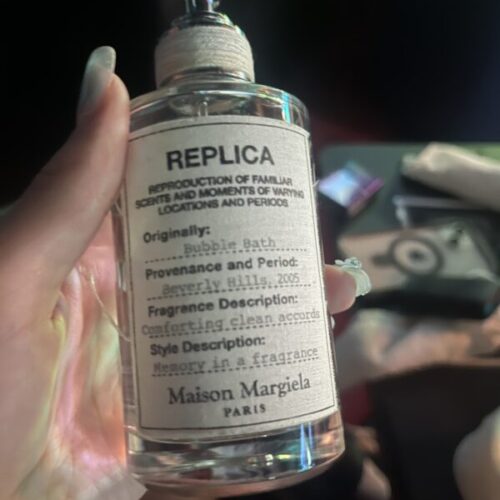 REPLICA
REPRODUCTION OF FAMILIAR
SCENTS AND MOMENTS OF VARYING
LOCATIONS AND PERIODS
Originally:
Bubble Bath
Provenance and Period:
Beverly Hills, 2005
Fragrance Description:
Comforting clean accords
Style Description:
Memory in a fragrance
Maison Margiela
PARIS